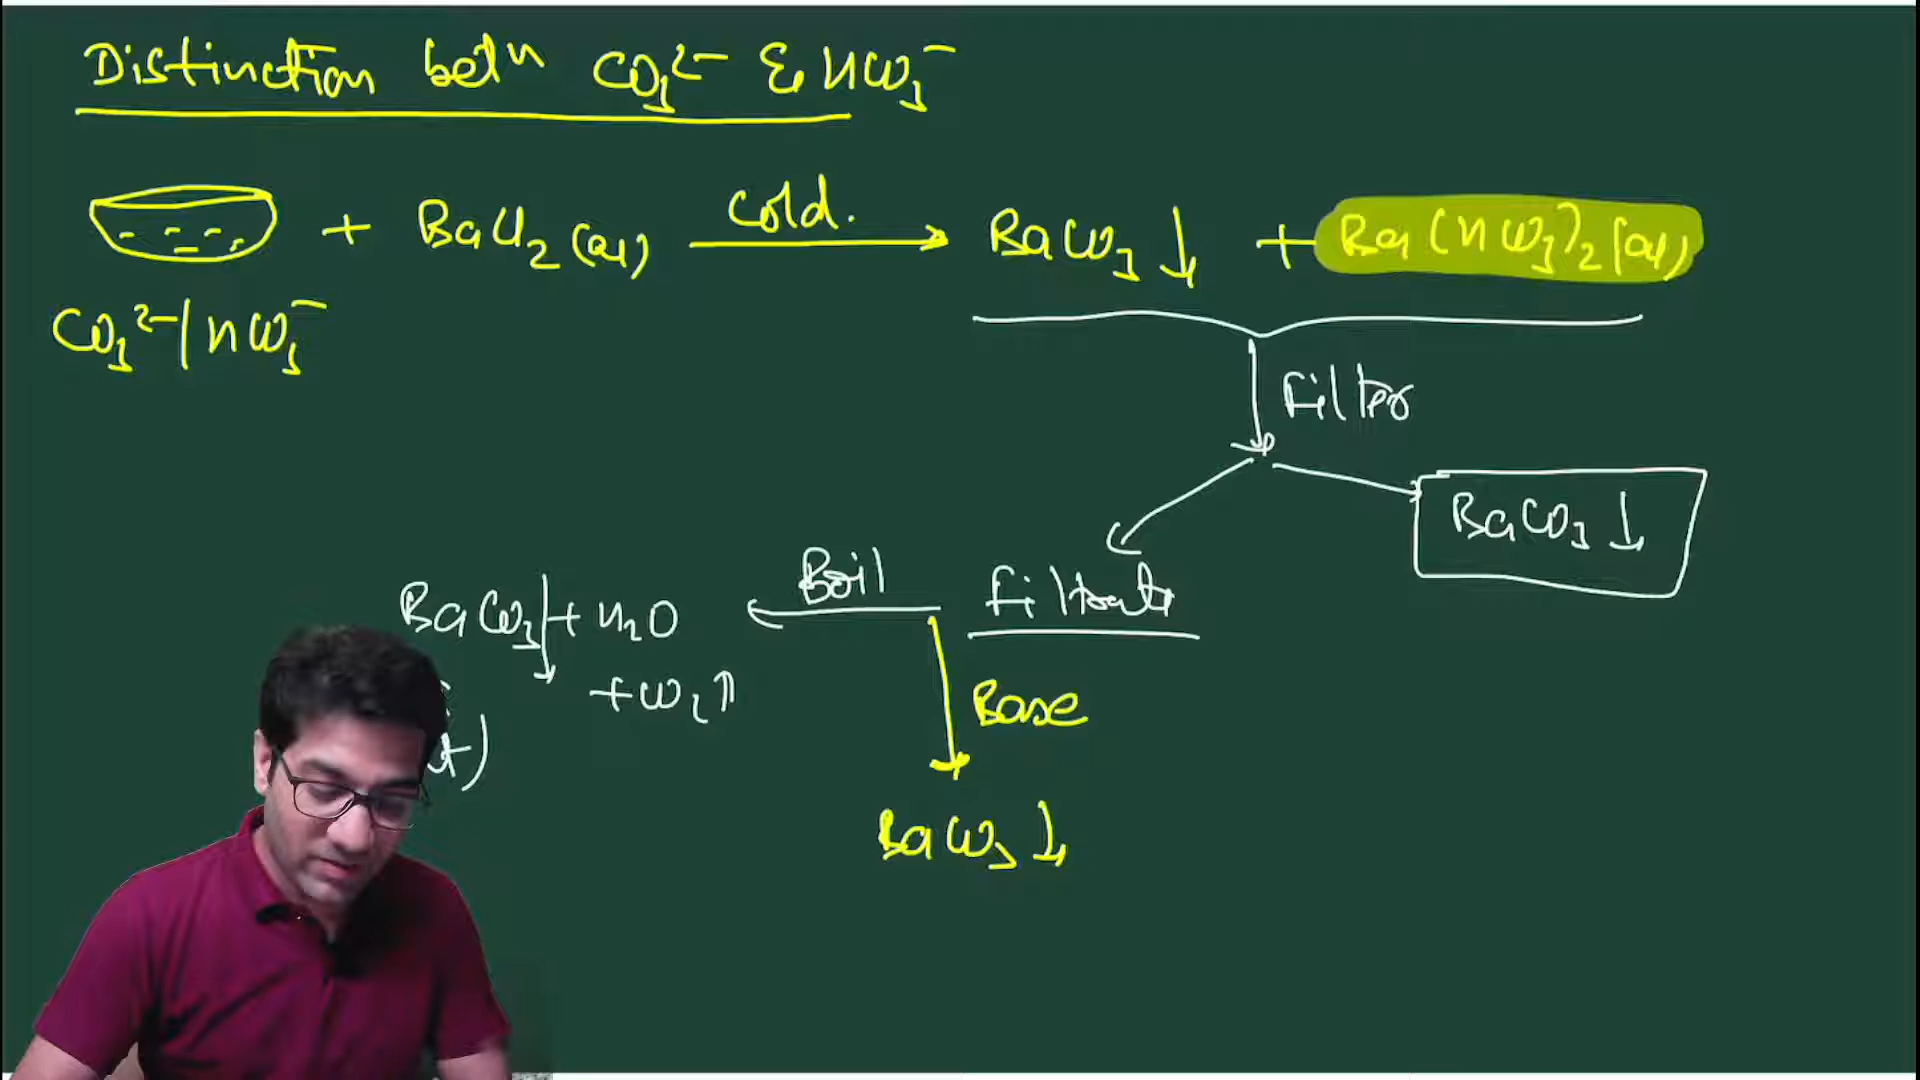 Distinction betn CO3²⁻ & HCO3⁻
+ BaCl2(aq) cold. BaCO3↓ + Ba(HCO3)2(aq)
CO3²⁻/HCO3⁻
Filter
BaCO3↓
Boil Filtrate
BaCO3↓ + H2O
+ CO2↑
Base
BaCO3↓